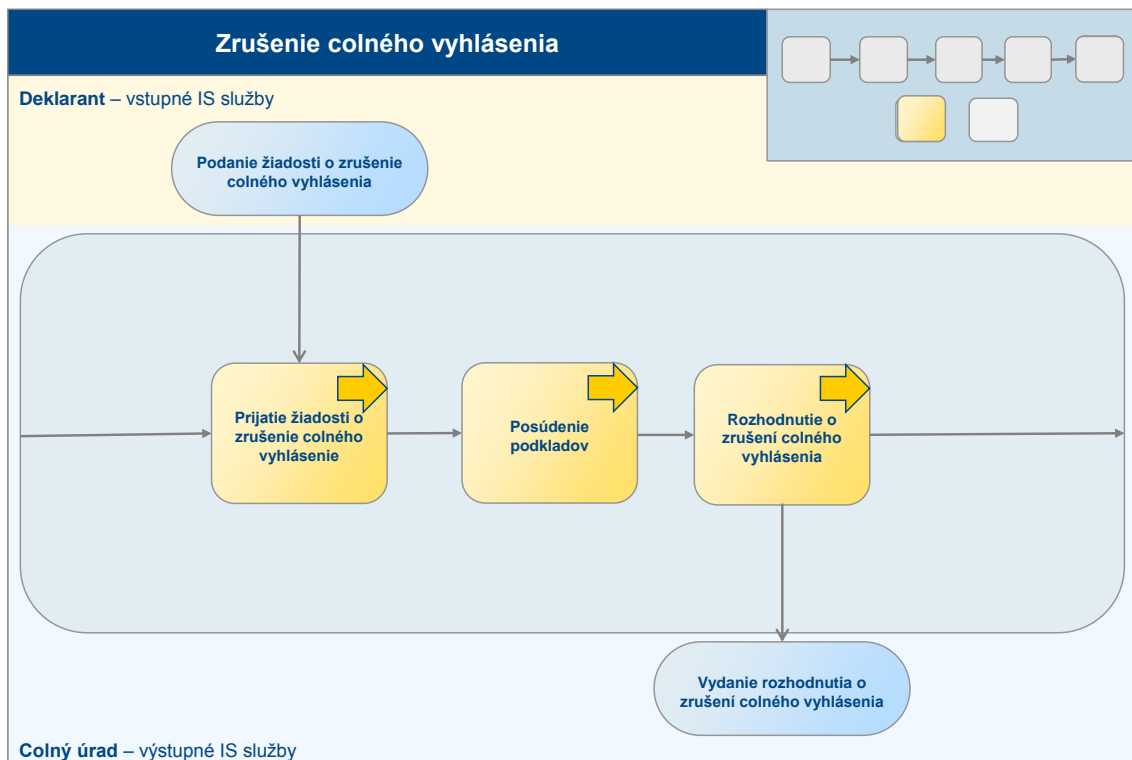 Zrušenie colného vyhlásenia
Deklarant – vstupné IS služby
Podanie žiadosti o zrušenie
colného vyhlásenia
Prijatie žiadosti o
zrušenie colného
vyhlásenie
Posúdenie
podkladov
Rozhodnutie o
zrušení colného
vyhlásenia
Vydanie rozhodnutia o
zrušení colného vyhlásenia
Colný úrad – výstupné IS služby